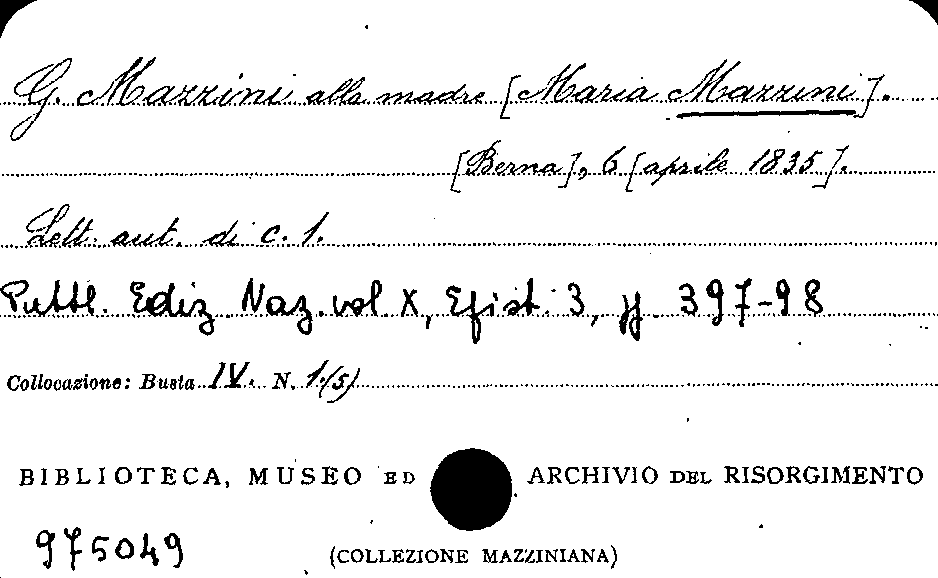 G. Mazzini alla madre [Maria Mazzini].
[Berna], 6 [aprile 1835].
Lett. aut. di c. 1.
Pubbl. Ediz. Naz. vol. X, Epist. 3, pp. 397-98
Collocazione: Busta IV. N. 1.(5)
BIBLIOTECA, MUSEO ED ARCHIVIO DEL RISORGIMENTO
975049
(COLLEZIONE MAZZINIANA)